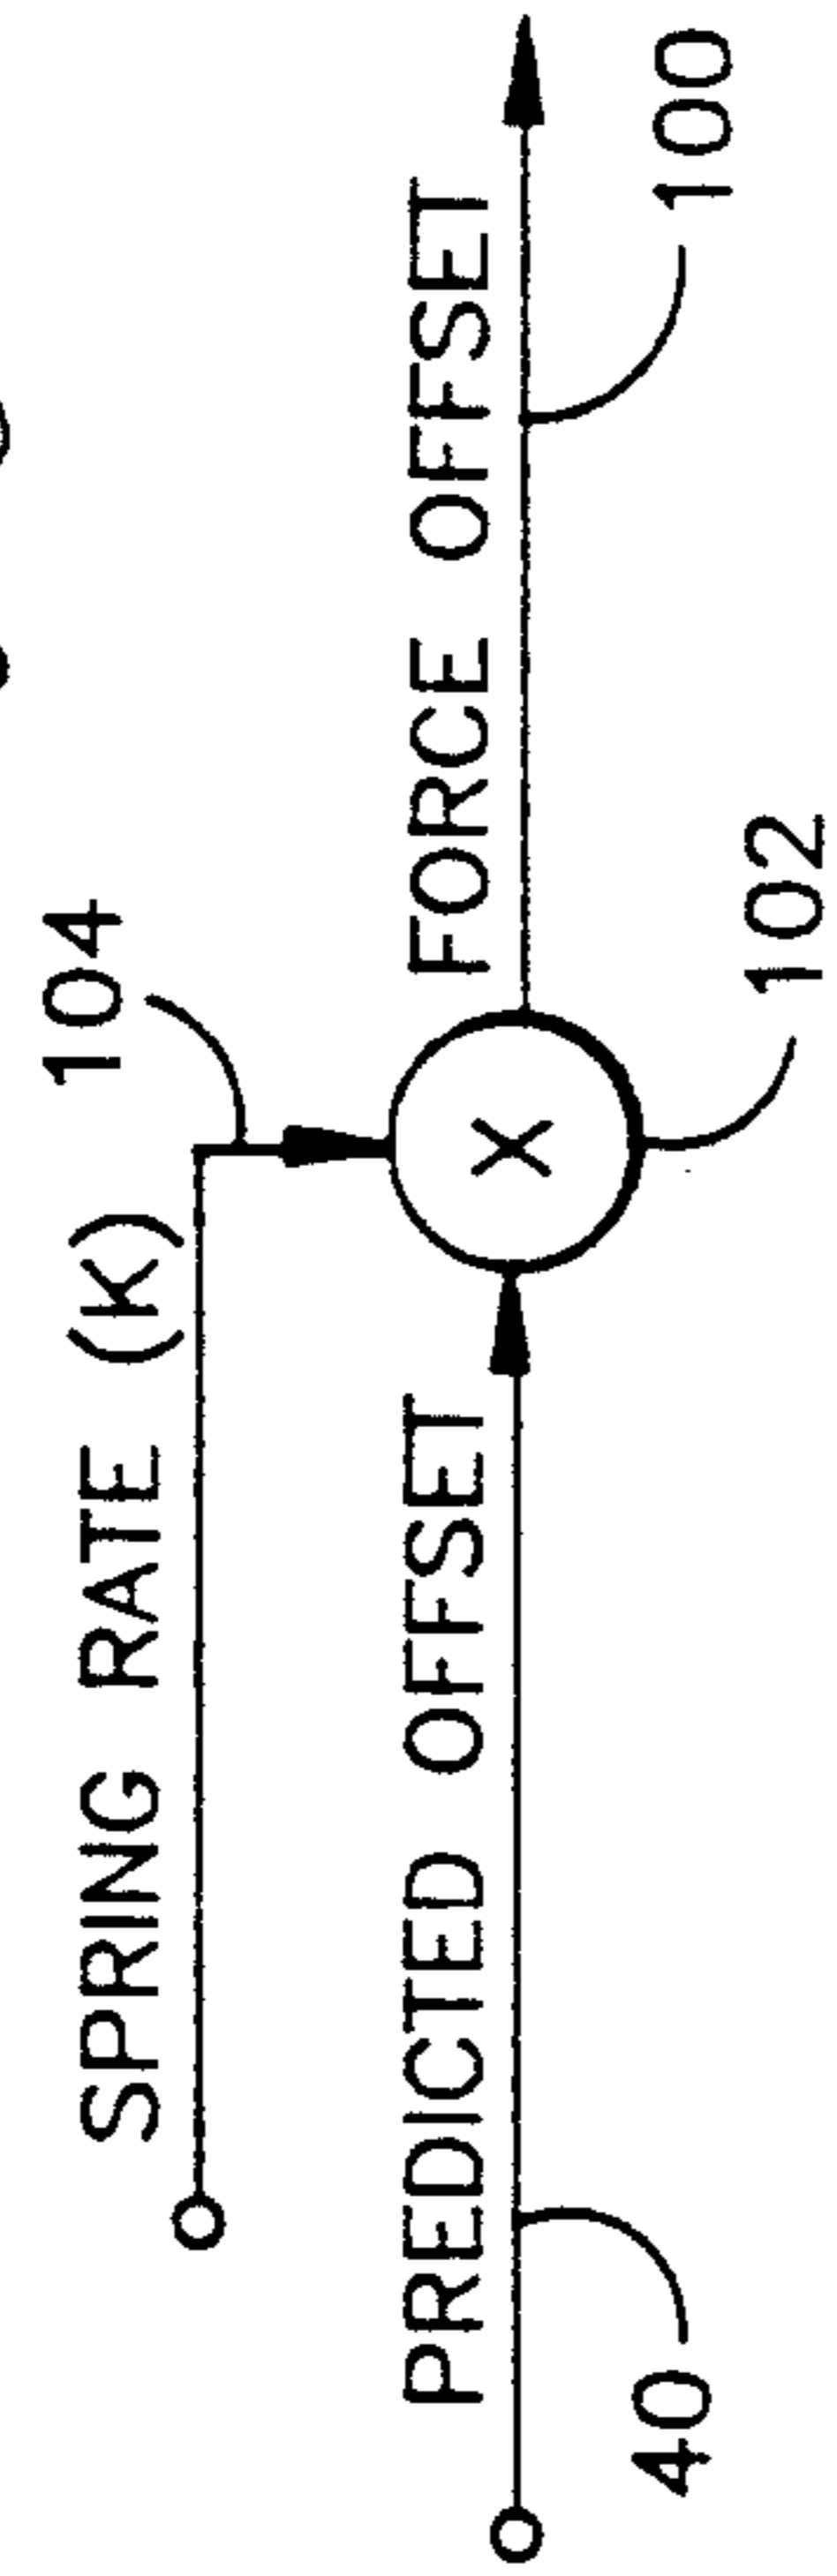 104
SPRING RATE (K)
PREDICTED OFFSET
FORCE OFFSET
X
40
102
100